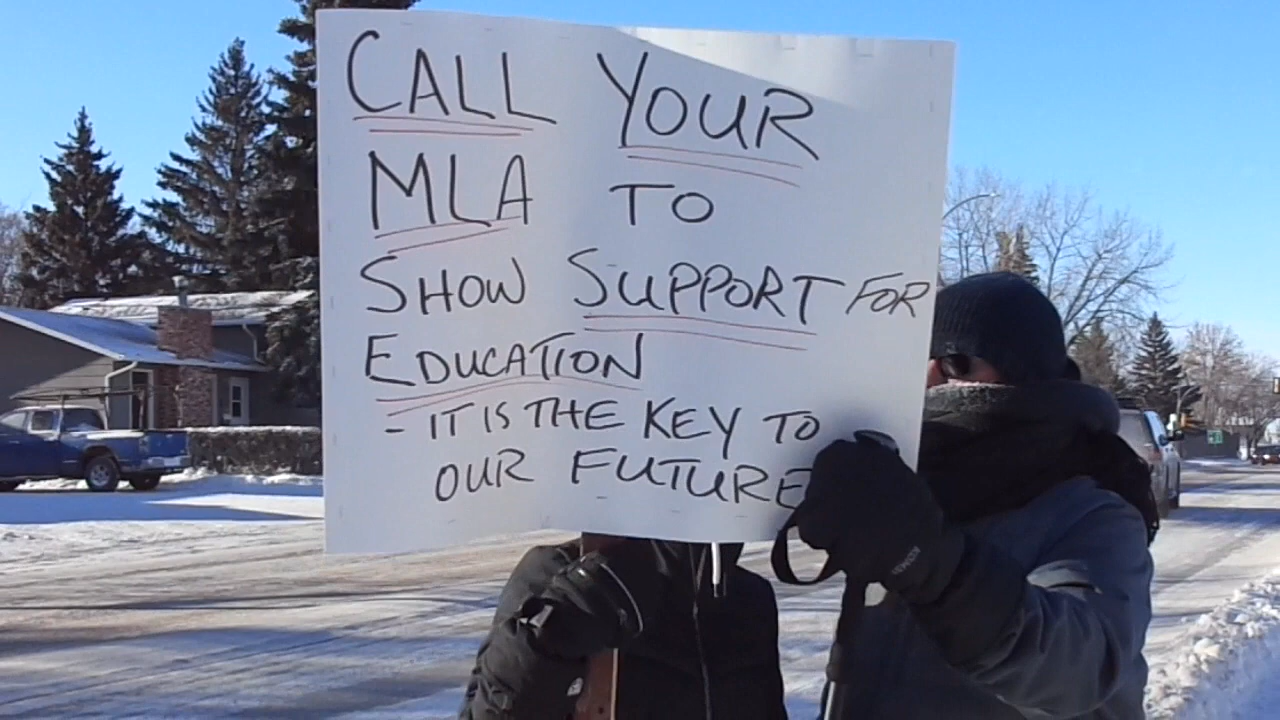 CALL YOUR
MLA TO
SHOW SUPPORT FOR
EDUCATION
- IT IS THE KEY TO
OUR FUTURE